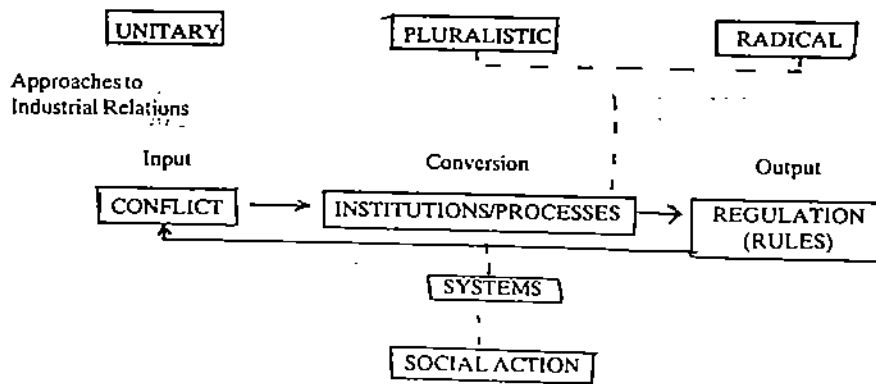 UNITARY
PLURALISTIC
RADICAL
Approaches to
Industrial Relations
Input
Conversion
Output
CONFLICT
INSTITUTIONS/PROCESSES
REGULATION
(RULES)
SYSTEMS
SOCIAL ACTION